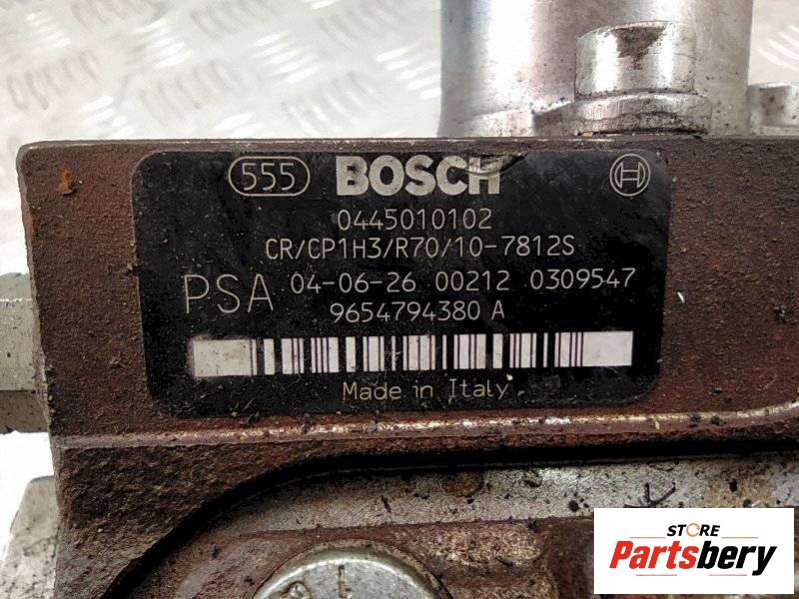 555 BOSCH
0445010102
CR/CP1H3/R70/10-7812S
PSA 04-06-26 00212 0309547
9654794380 A
Made in Italy
STORE
Partsbery